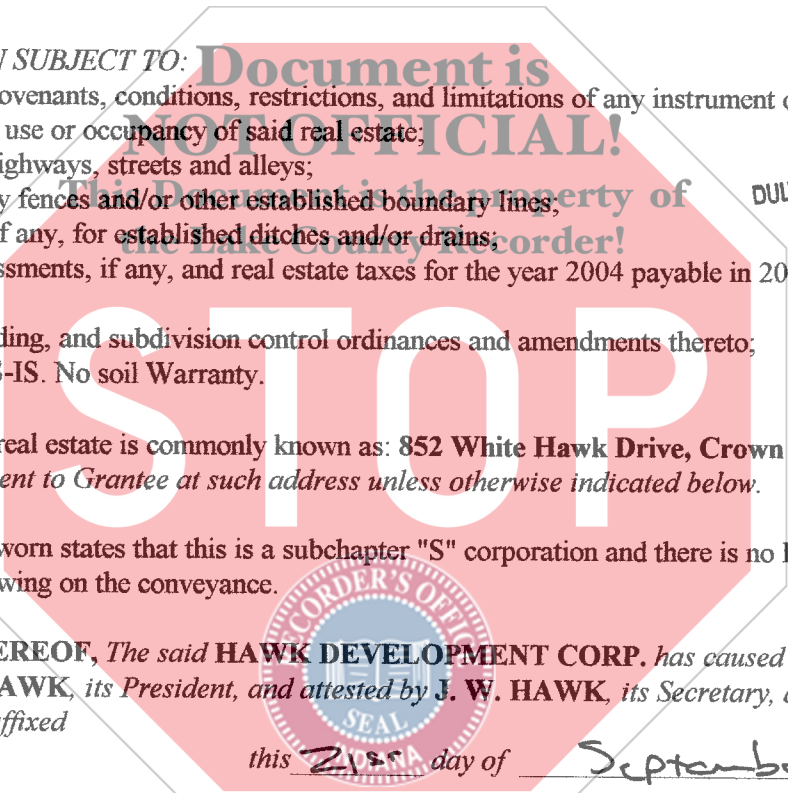 SUBJECT TO:
Document is
ovenants, conditions, restrictions, and limitations of any instrument
NOT OFFICIAL!
use or occupancy of said real estate;
ighways, streets and alleys;
This Document is the property of
y fences and/or other established boundary lines;
DUL
the Lake County Recorder!
f any, for established ditches and/or drains;
ssments, if any, and real estate taxes for the year 2004 payable in 20
STOP
ding, and subdivision control ordinances and amendments thereto;
-IS. No soil Warranty.
real estate is commonly known as: 852 White Hawk Drive, Crown
ent to Grantee at such address unless otherwise indicated below.
worn states that this is a subchapter "S" corporation and there is no
wing on the conveyance.
RECORDER'S OFFICE
SEAL
INDIANA
EREOF, The said HAWK DEVELOPMENT CORP. has caused
AWK, its President, and attested by J. W. HAWK, its Secretary,
ffixed
this 21st day of Septembe